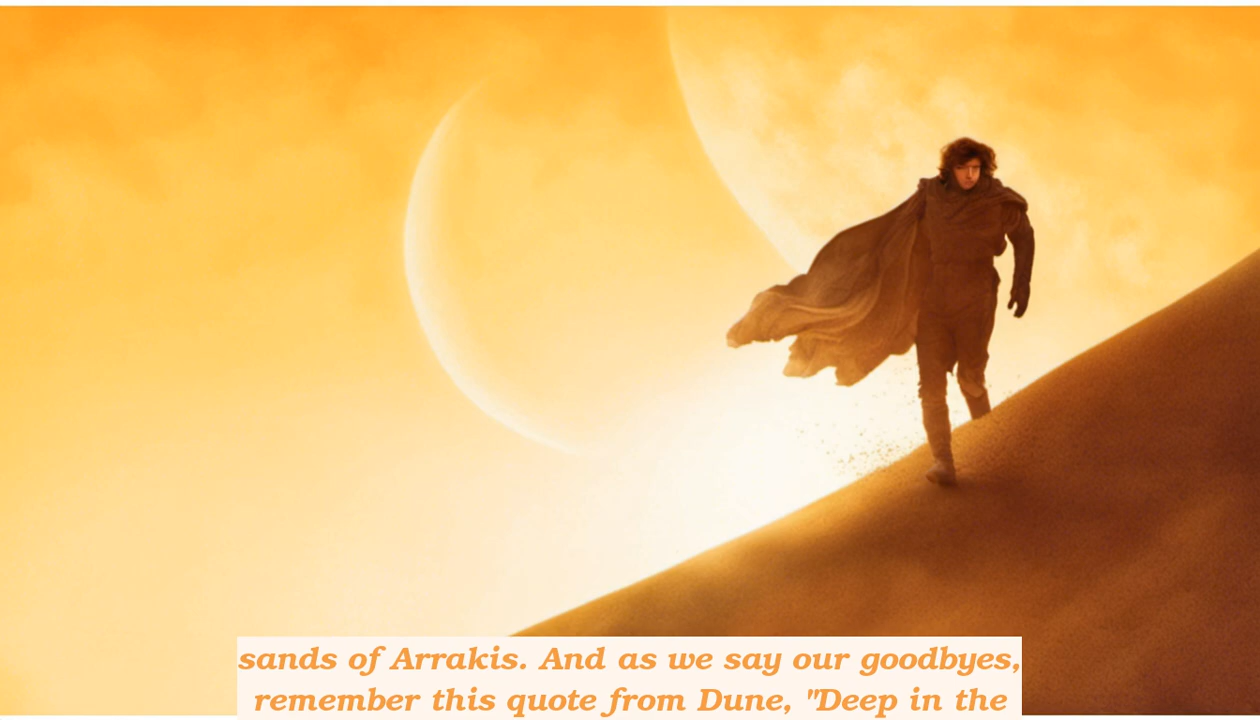 sands of Arrakis. And as we say our goodbyes,
remember this quote from Dune, "Deep in the